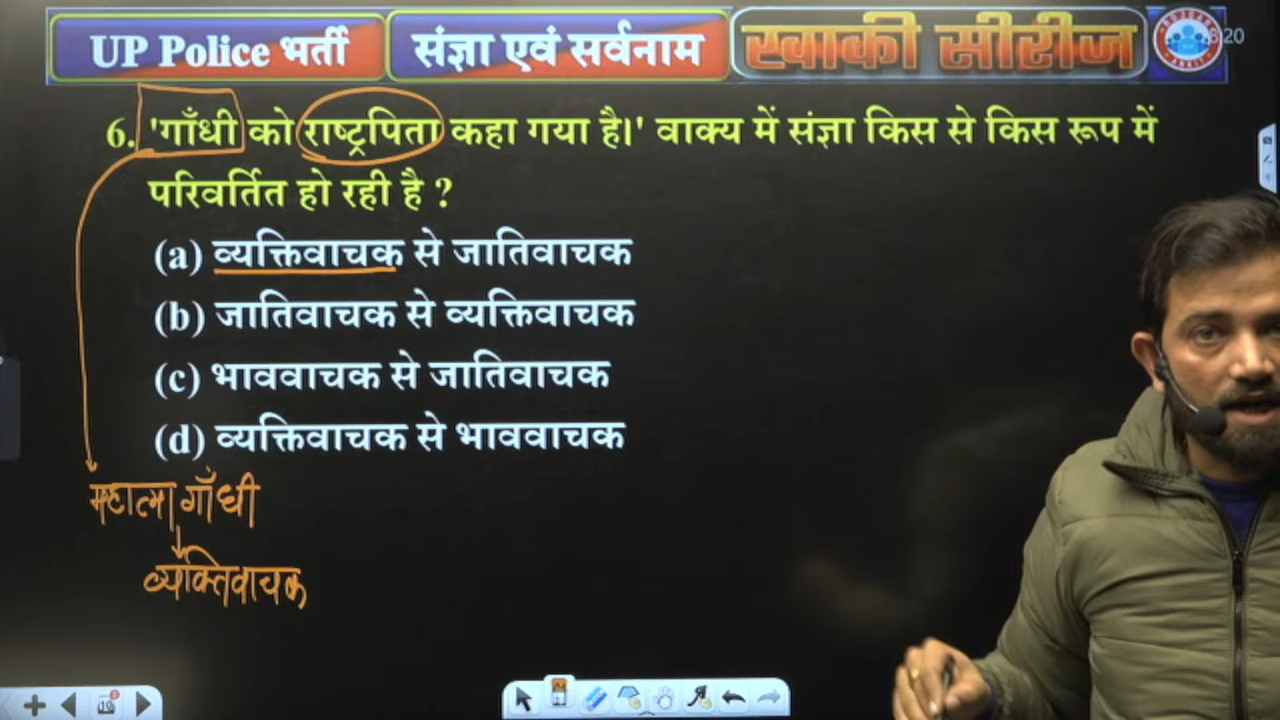 UP Police भर्ती
संज्ञा एवं सर्वनाम
खाकी सीरीज
:20
6. 'गाँधी को राष्ट्रपिता कहा गया है।' वाक्य में संज्ञा किस से किस रूप में
परिवर्तित हो रही है ?
(a) व्यक्तिवाचक से जातिवाचक
(b) जातिवाचक से व्यक्तिवाचक
(c) भाववाचक से जातिवाचक
(d) व्यक्तिवाचक से भाववाचक
महात्मा गाँधी
व्यक्तिवाचक